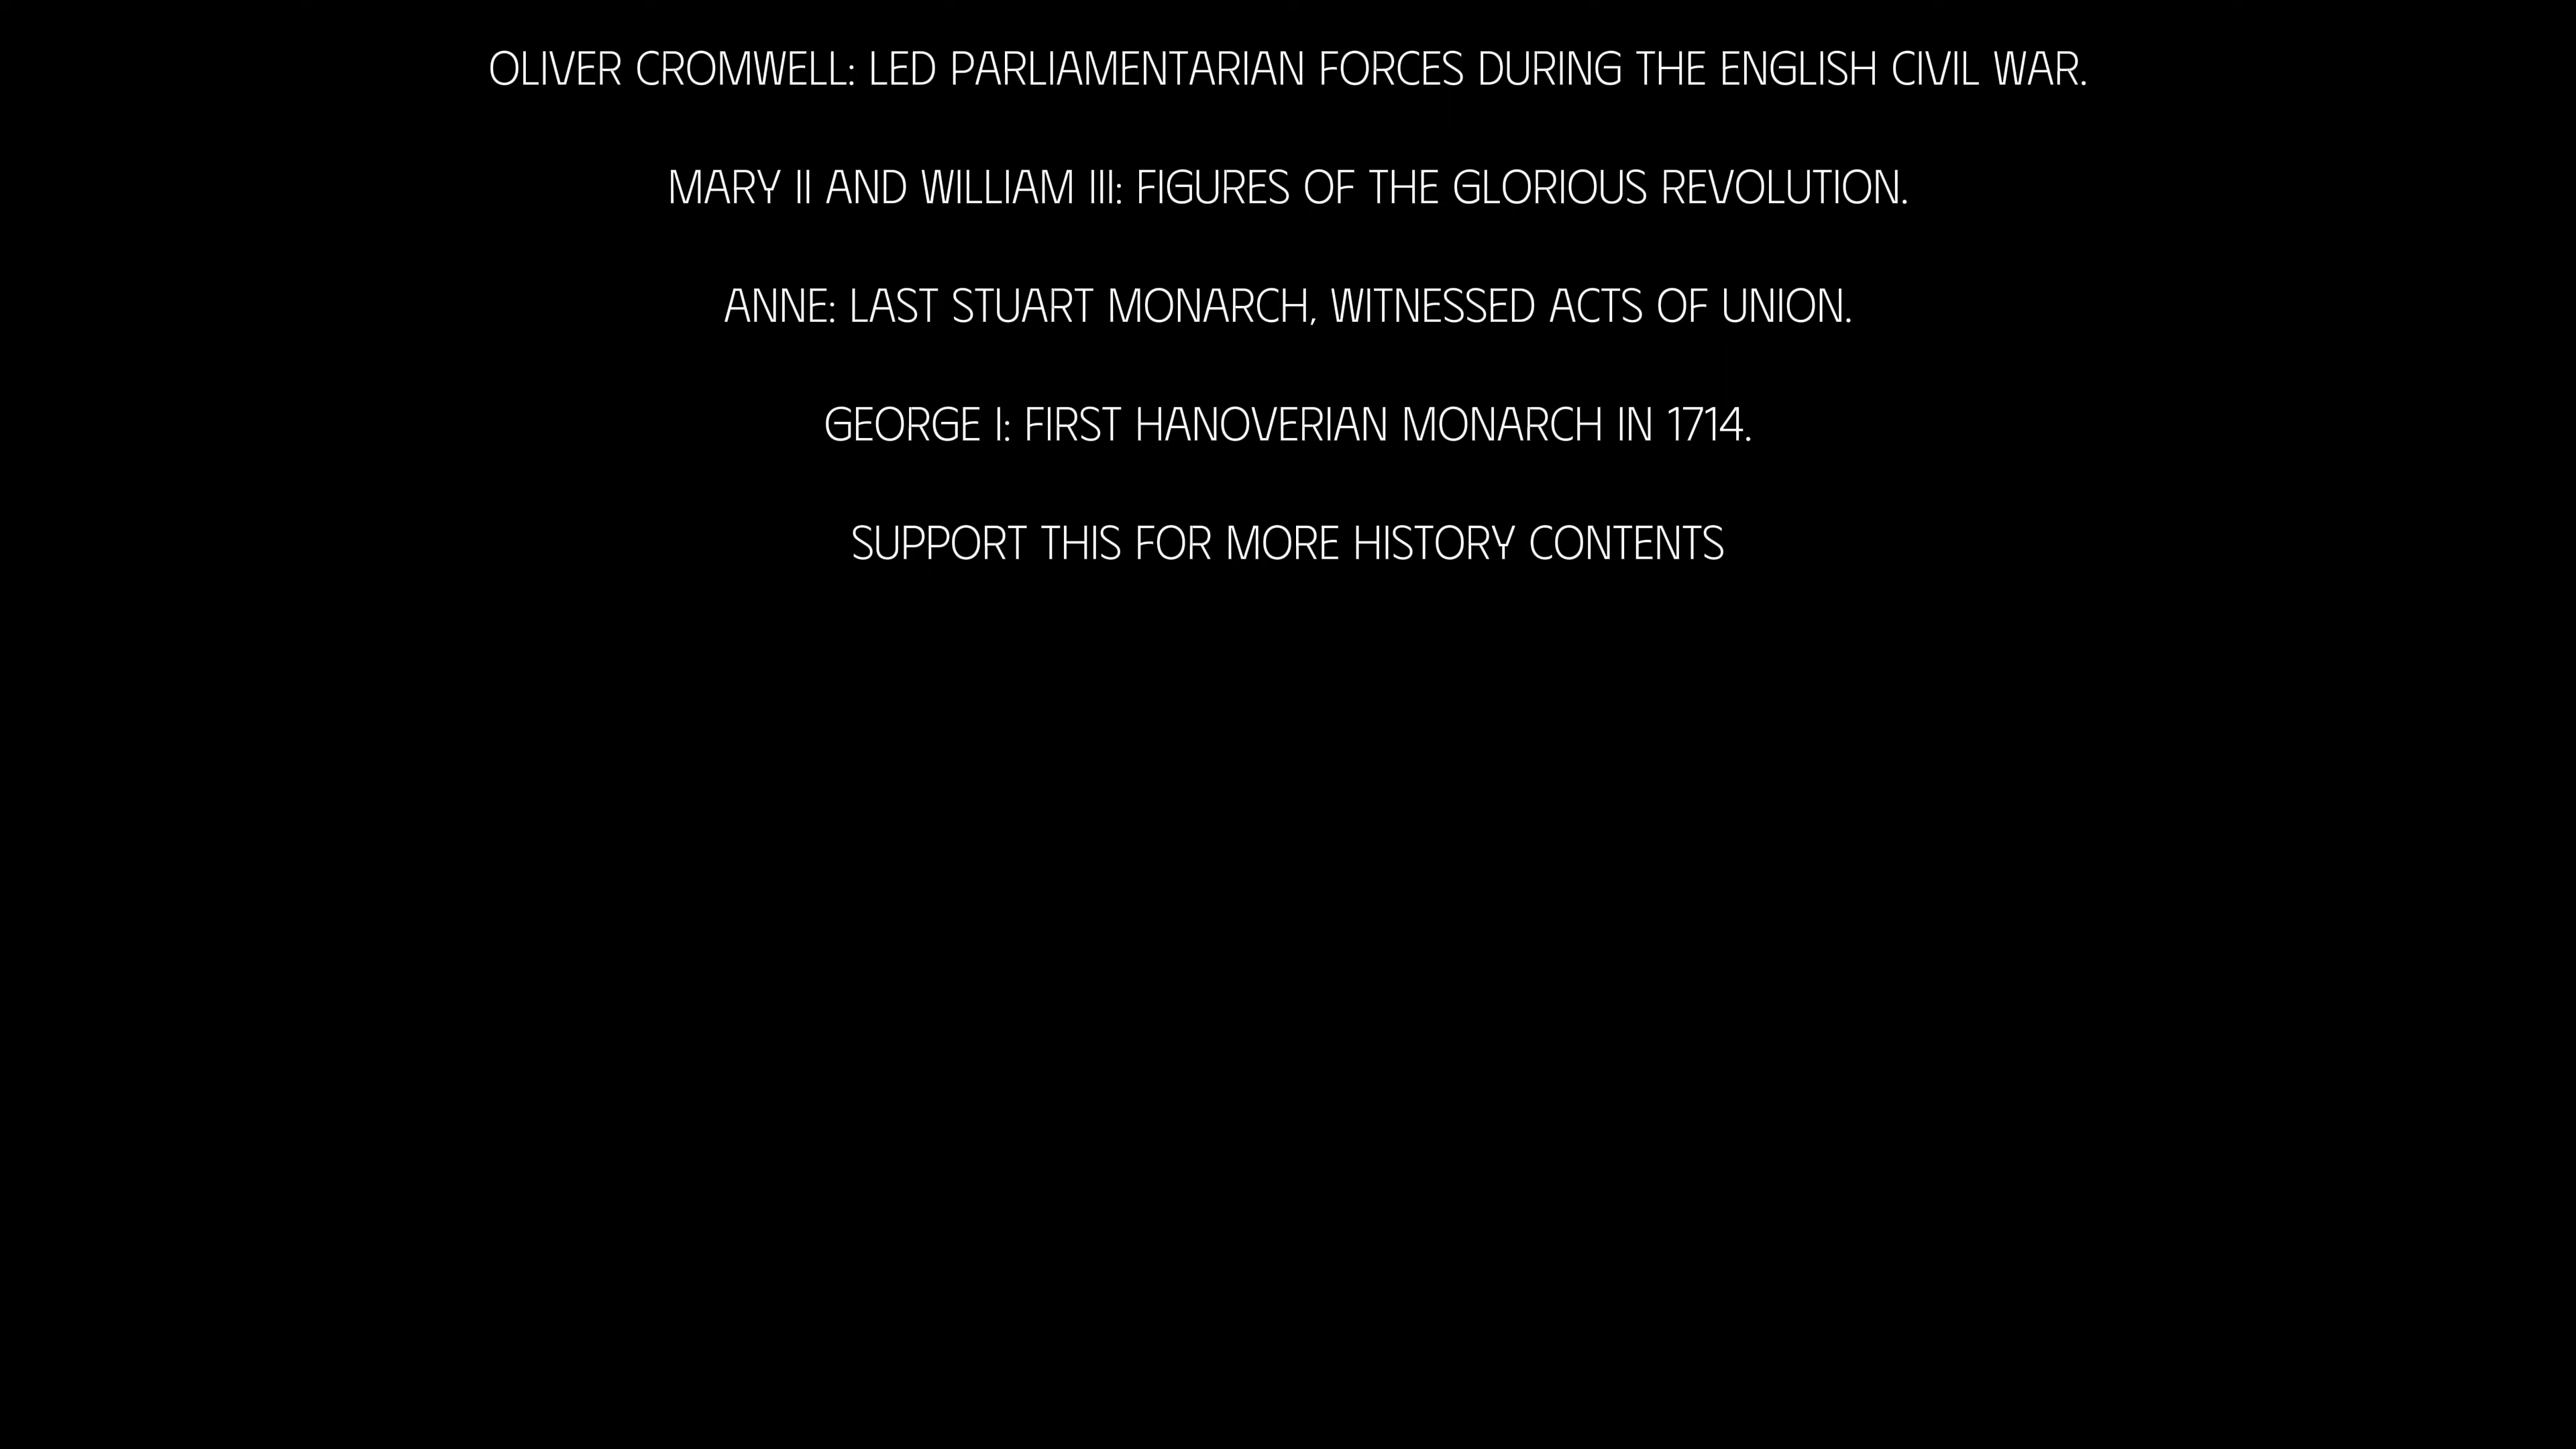 OLIVER CROMWELL: LED PARLIAMENTARIAN FORCES DURING THE ENGLISH CIVIL WAR.
MARY II AND WILLIAM III: FIGURES OF THE GLORIOUS REVOLUTION.
ANNE: LAST STUART MONARCH, WITNESSED ACTS OF UNION.
GEORGE I: FIRST HANOVERIAN MONARCH IN 1714.
SUPPORT THIS FOR MORE HISTORY CONTENTS